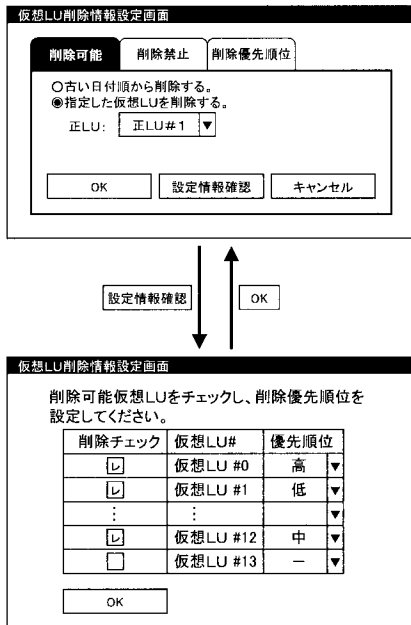 仮想LU削除情報設定画面
削除可能 削除禁止 削除優先順位
○古い日付順から削除する。
◉指定した仮想LUを削除する。
正LU: 正LU#1 ▼
OK 設定情報確認 キャンセル
設定情報確認 OK
仮想LU削除情報設定画面
削除可能仮想LUをチェックし、削除優先順位を
設定してください。
削除チェック 仮想LU# 優先順位
レ 仮想LU #0 高 ▼
レ 仮想LU #1 低 ▼
⋮ ⋮ ▼
レ 仮想LU #12 中 ▼
仮想LU #13 － ▼
OK